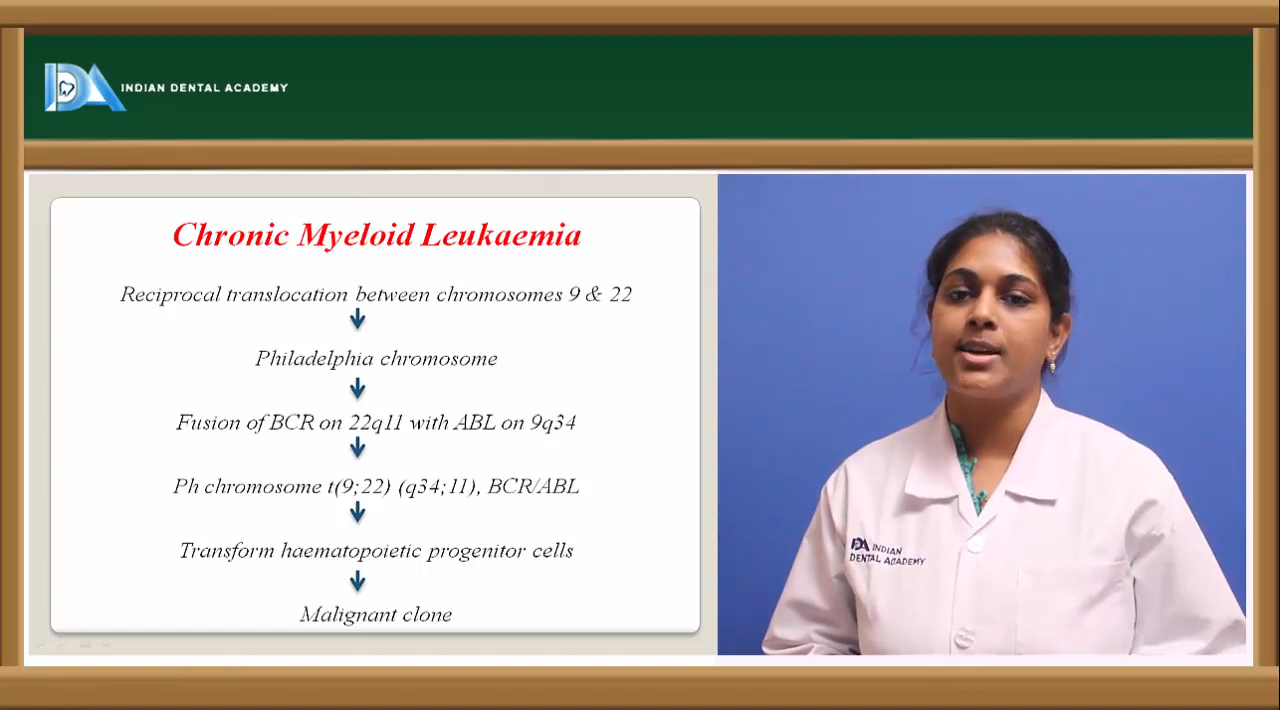 IDA INDIAN DENTAL ACADEMY
Chronic Myeloid Leukaemia
Reciprocal translocation between chromosomes 9 & 22
Philadelphia chromosome
Fusion of BCR on 22q11 with ABL on 9q34
Ph chromosome t(9;22) (q34;11), BCR/ABL
Transform haematopoietic progenitor cells
Malignant clone
IDA INDIAN
DENTAL ACADEMY